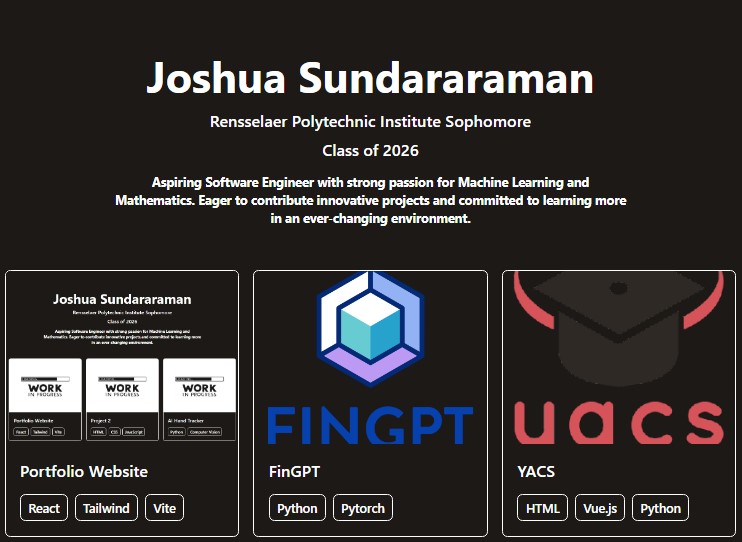 Joshua Sundararaman
Rensselaer Polytechnic Institute Sophomore
Class of 2026
Aspiring Software Engineer with strong passion for Machine Learning and
Mathematics. Eager to contribute innovative projects and committed to learning more
in an ever-changing environment.
Joshua Sundararaman
Rensselaer Polytechnic Institute Sophomore
Class of 2026
Aspiring Software Engineer with strong passion for Machine Learning and
Mathematics. Eager to contribute innovative projects and committed to learning more
in an ever-changing environment.
WORK
IN PROGRESS
WORK
IN PROGRESS
WORK
IN PROGRESS
Portfolio Website
React Tailwind Vite
Project 2
HTML CSS JavaScript
AI Hand Tracker
Python Computer Vision
Portfolio Website
React Tailwind Vite
FINGPT
FinGPT
Python Pytorch
uacs
YACS
HTML Vue.js Python